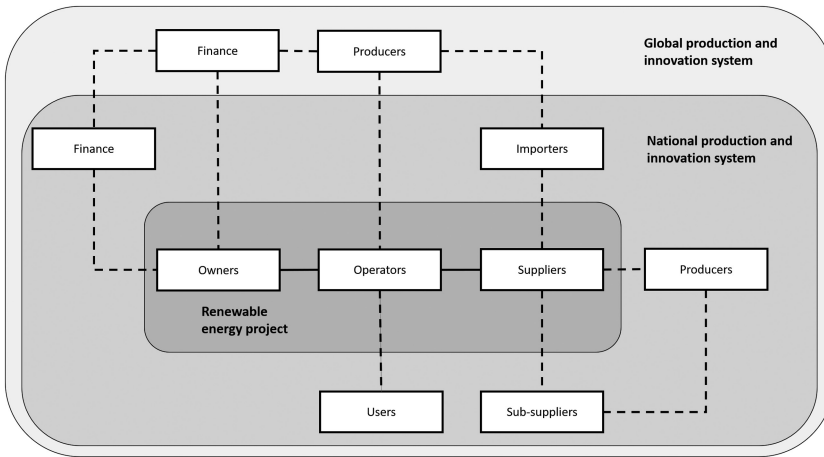 Finance
Producers
Global production and
innovation system
Finance
Importers
National production and
innovation system
Owners
Operators
Suppliers
Producers
Renewable
energy project
Users
Sub-suppliers